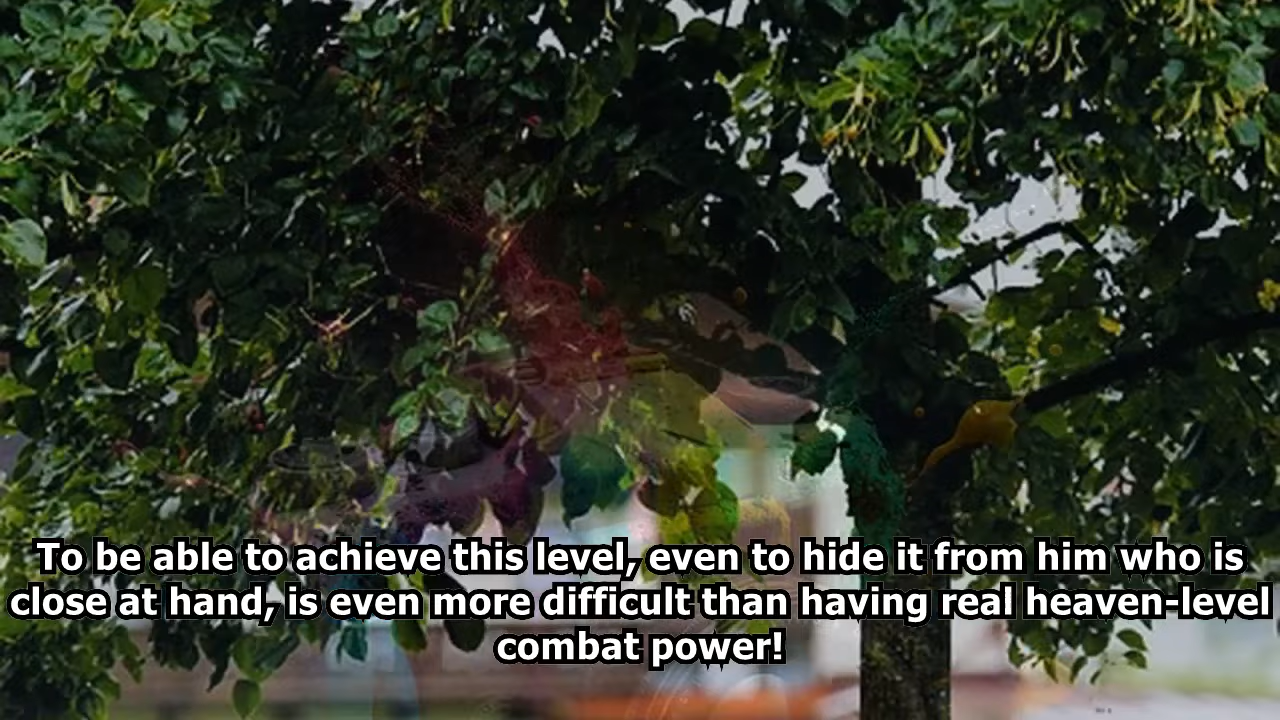 To be able to achieve this level, even to hide it from him who is
close at hand, is even more difficult than having real heaven-level
combat power!